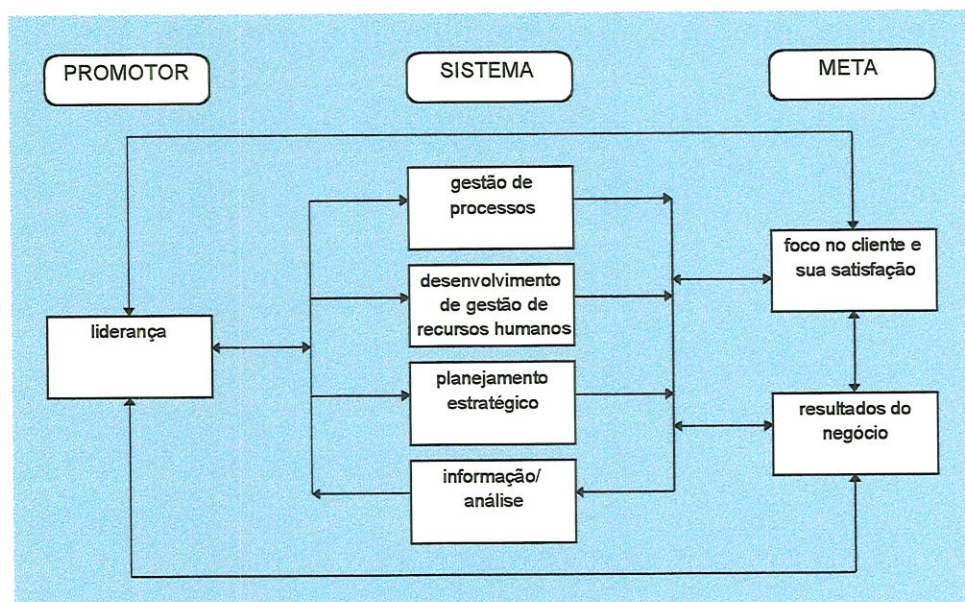 PROMOTOR
SISTEMA
META
gestão de
processos
foco no cliente e
sua satisfação
desenvolvimento
de gestão de
recursos humanos
liderança
planejamento
estratégico
resultados do
negócio
informação/
análise